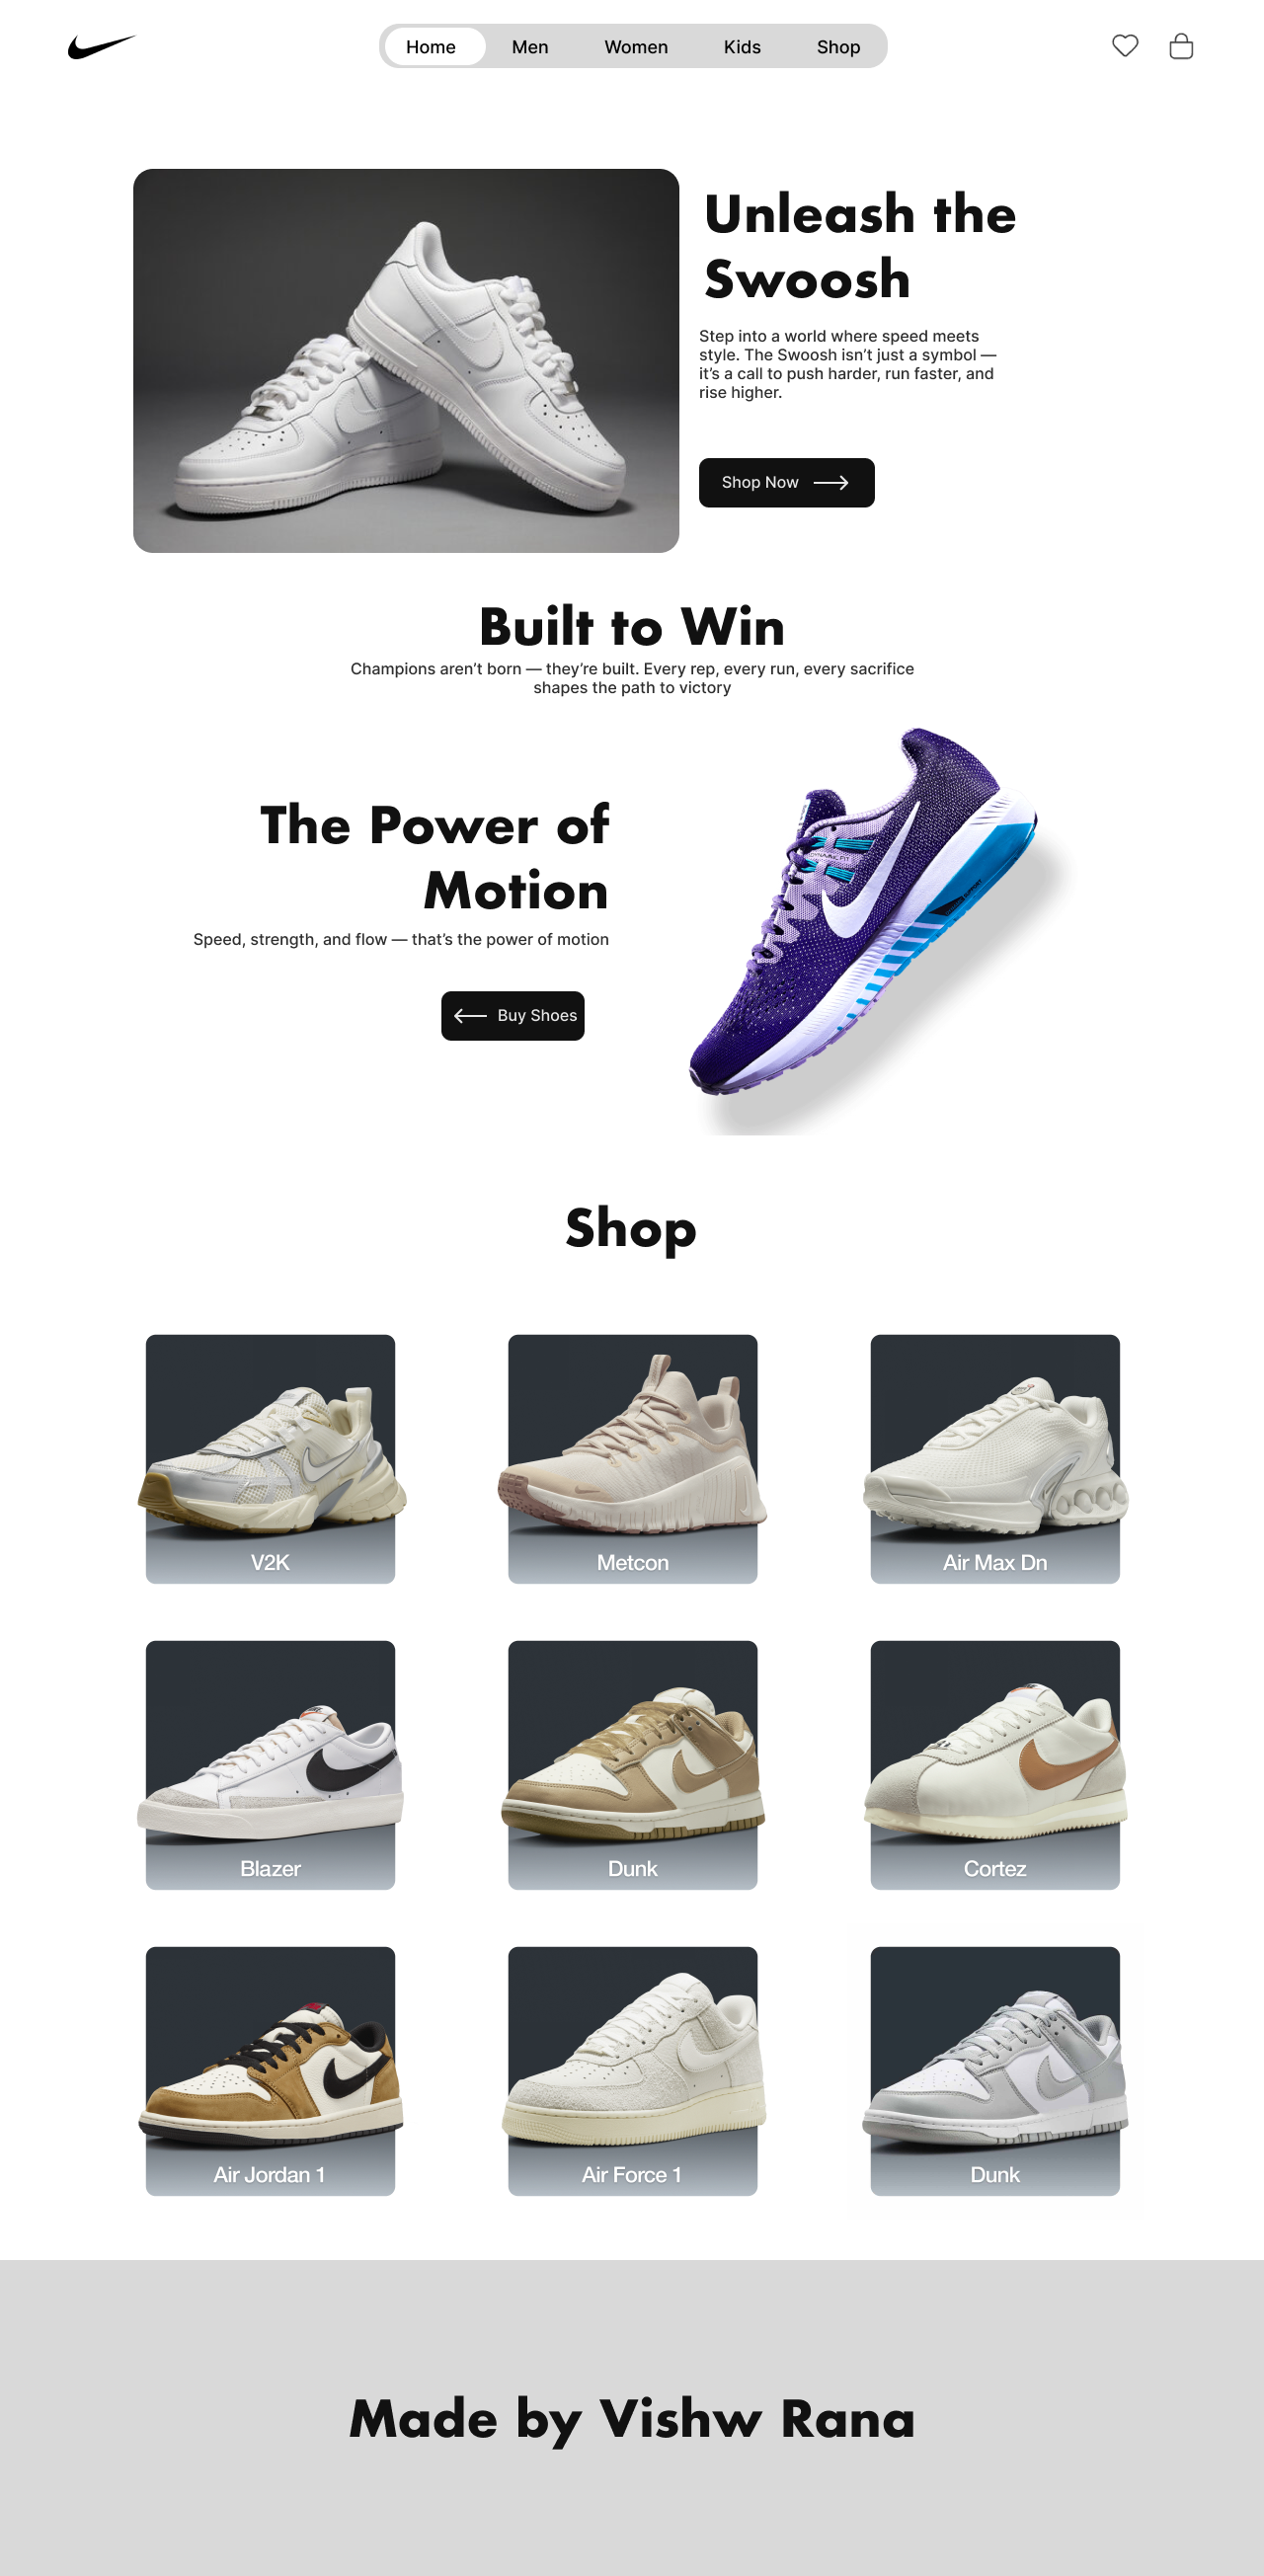 Home Men Women Kids Shop
Unleash the
Swoosh
Step into a world where speed meets
style. The Swoosh isn’t just a symbol —
it’s a call to push harder, run faster, and
rise higher.
Shop Now
Built to Win
Champions aren’t born — they’re built. Every rep, every run, every sacrifice
shapes the path to victory
The Power of
Motion
Speed, strength, and flow — that’s the power of motion
Buy Shoes
Shop
V2K
Metcon
Air Max Dn
Blazer
Dunk
Cortez
Air Jordan 1
Air Force 1
Dunk
Made by Vishw Rana